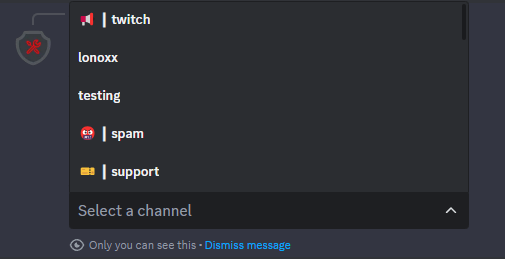 📢 | twitch
lonoxx
testing
🤬 | spam
🎫 | support
Select a channel
Only you can see this • Dismiss message